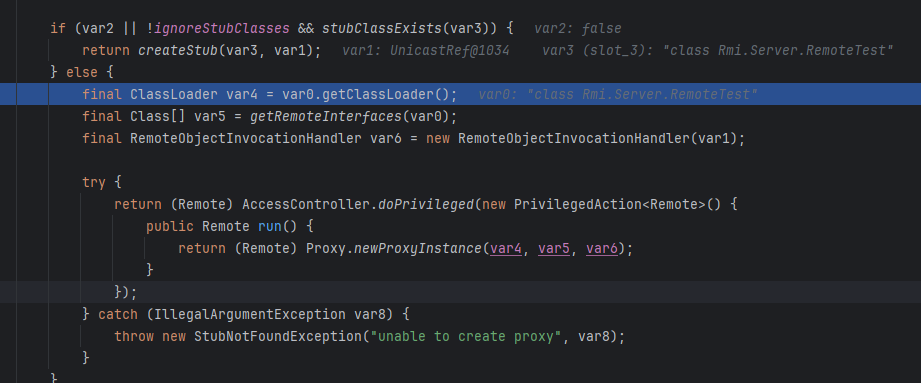 if (var2 || !ignoreStubClasses && stubClassExists(var3)) {   var2: false
return createStub(var3, var1);   var1: UnicastRef@1034    var3 (slot_3): "class Rmi.Server.RemoteTest"
} else {
final ClassLoader var4 = var0.getClassLoader();   var0: "class Rmi.Server.RemoteTest"
final Class[] var5 = getRemoteInterfaces(var0);
final RemoteObjectInvocationHandler var6 = new RemoteObjectInvocationHandler(var1);
try {
return (Remote) AccessController.doPrivileged(new PrivilegedAction<Remote>() {
public Remote run() {
return (Remote) Proxy.newProxyInstance(var4, var5, var6);
}
});
} catch (IllegalArgumentException var8) {
throw new StubNotFoundException("unable to create proxy", var8);
}
}